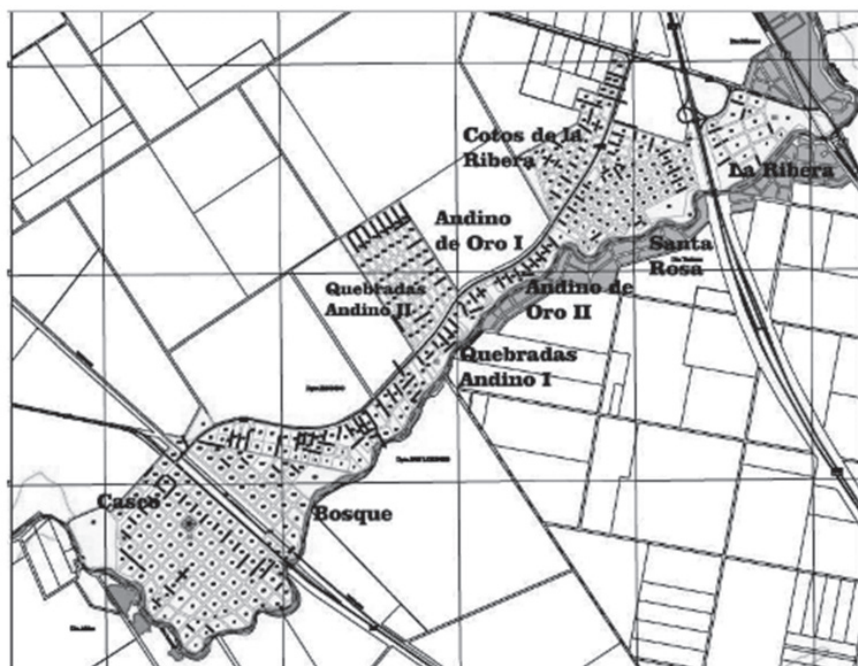 Cotos de la
Ribera
La Ribera
Andino
de Oro I
Santa
Rosa
Quebradas
Andino II
Andino de
Oro II
Quebradas
Andino I
Casco
Bosque